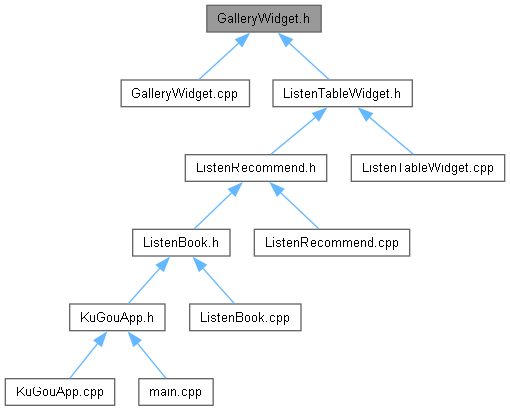 GalleryWidget.h
GalleryWidget.cpp
ListenTableWidget.h
ListenRecommend.h
ListenTableWidget.cpp
ListenBook.h
ListenRecommend.cpp
KuGouApp.h
ListenBook.cpp
KuGouApp.cpp
main.cpp